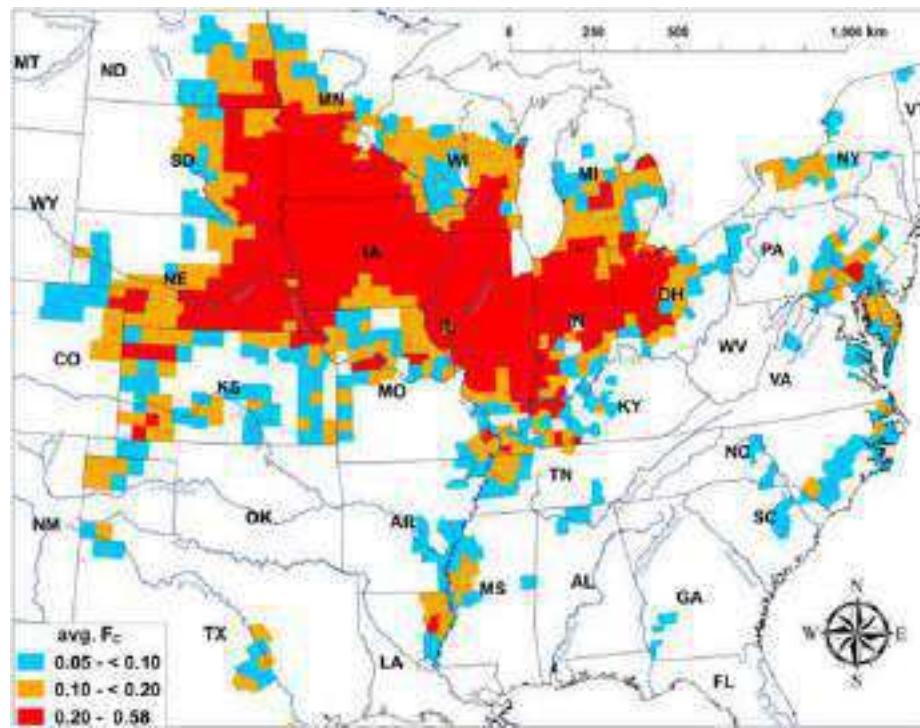 0 250 500 1,000 km
MT
ND
MN
VT
SD
WI
MI
NY
WY
IA
PA
NE
IL
IN
OH
CO
WV
KS
MO
KY
VA
NC
TN
NM
OK
AR
SC
MS
AL
GA
TX
LA
FL
N
W E
S
avg. Fc
0.05 - < 0.10
0.10 - < 0.20
0.20 - 0.58